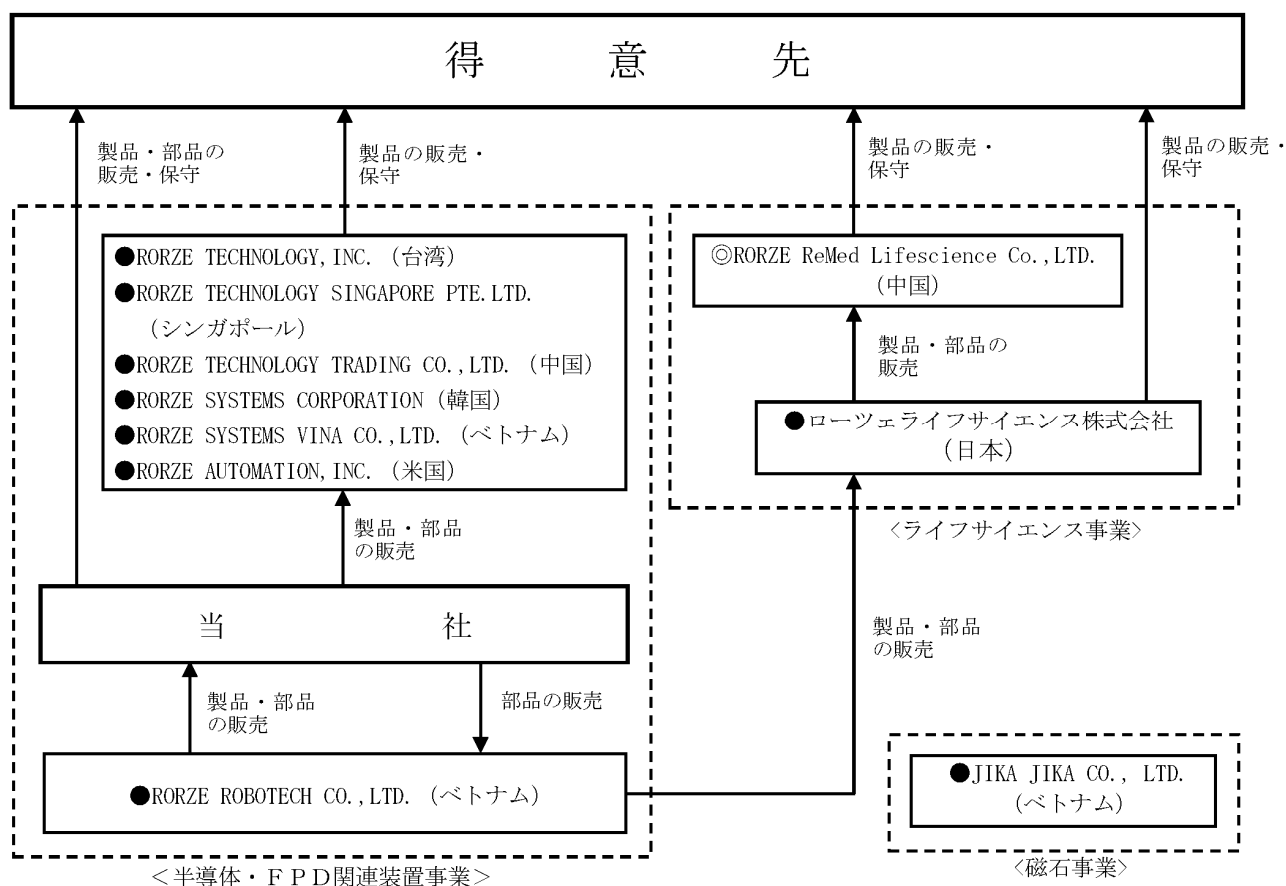 得意先
製品・部品の
販売・保守
製品の販売・
保守
製品の販売・
保守
製品の販売・
保守
●RORZE TECHNOLOGY,INC. (台湾)
●RORZE TECHNOLOGY SINGAPORE PTE.LTD.
(シンガポール)
●RORZE TECHNOLOGY TRADING CO.,LTD. (中国)
●RORZE SYSTEMS CORPORATION (韓国)
●RORZE SYSTEMS VINA CO.,LTD. (ベトナム)
●RORZE AUTOMATION,INC. (米国)
◎RORZE ReMed Lifescience Co.,LTD.
(中国)
製品・部品の
販売
●ローツェライフサイエンス株式会社
(日本)
<ライフサイエンス事業>
製品・部品
の販売
当社
製品・部品
の販売
部品の販売
製品・部品
の販売
●RORZE ROBOTECH CO.,LTD. (ベトナム)
<半導体・ＦＰＤ関連装置事業>
●JIKA JIKA CO., LTD.
(ベトナム)
<磁石事業>